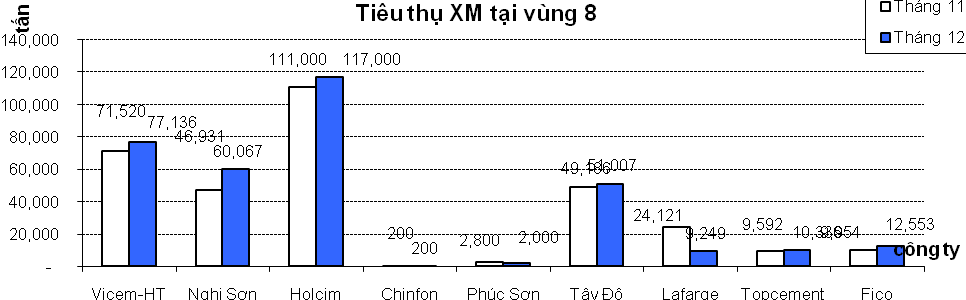 Tiêu thụ XM tại vùng 8
tấn
Tháng 11
Tháng 12
140,000
120,000
100,000
80,000
60,000
40,000
20,000
-
71,520
77,136
46,931
60,067
111,000
117,000
200
200
2,800
2,000
51,007
24,121
9,249
9,592
12,553
công ty
Vicem-HT
Nghi Sơn
Holcim
Chinfon
Phúc Sơn
Tây Đô
Lafarge
Topcement
Fico